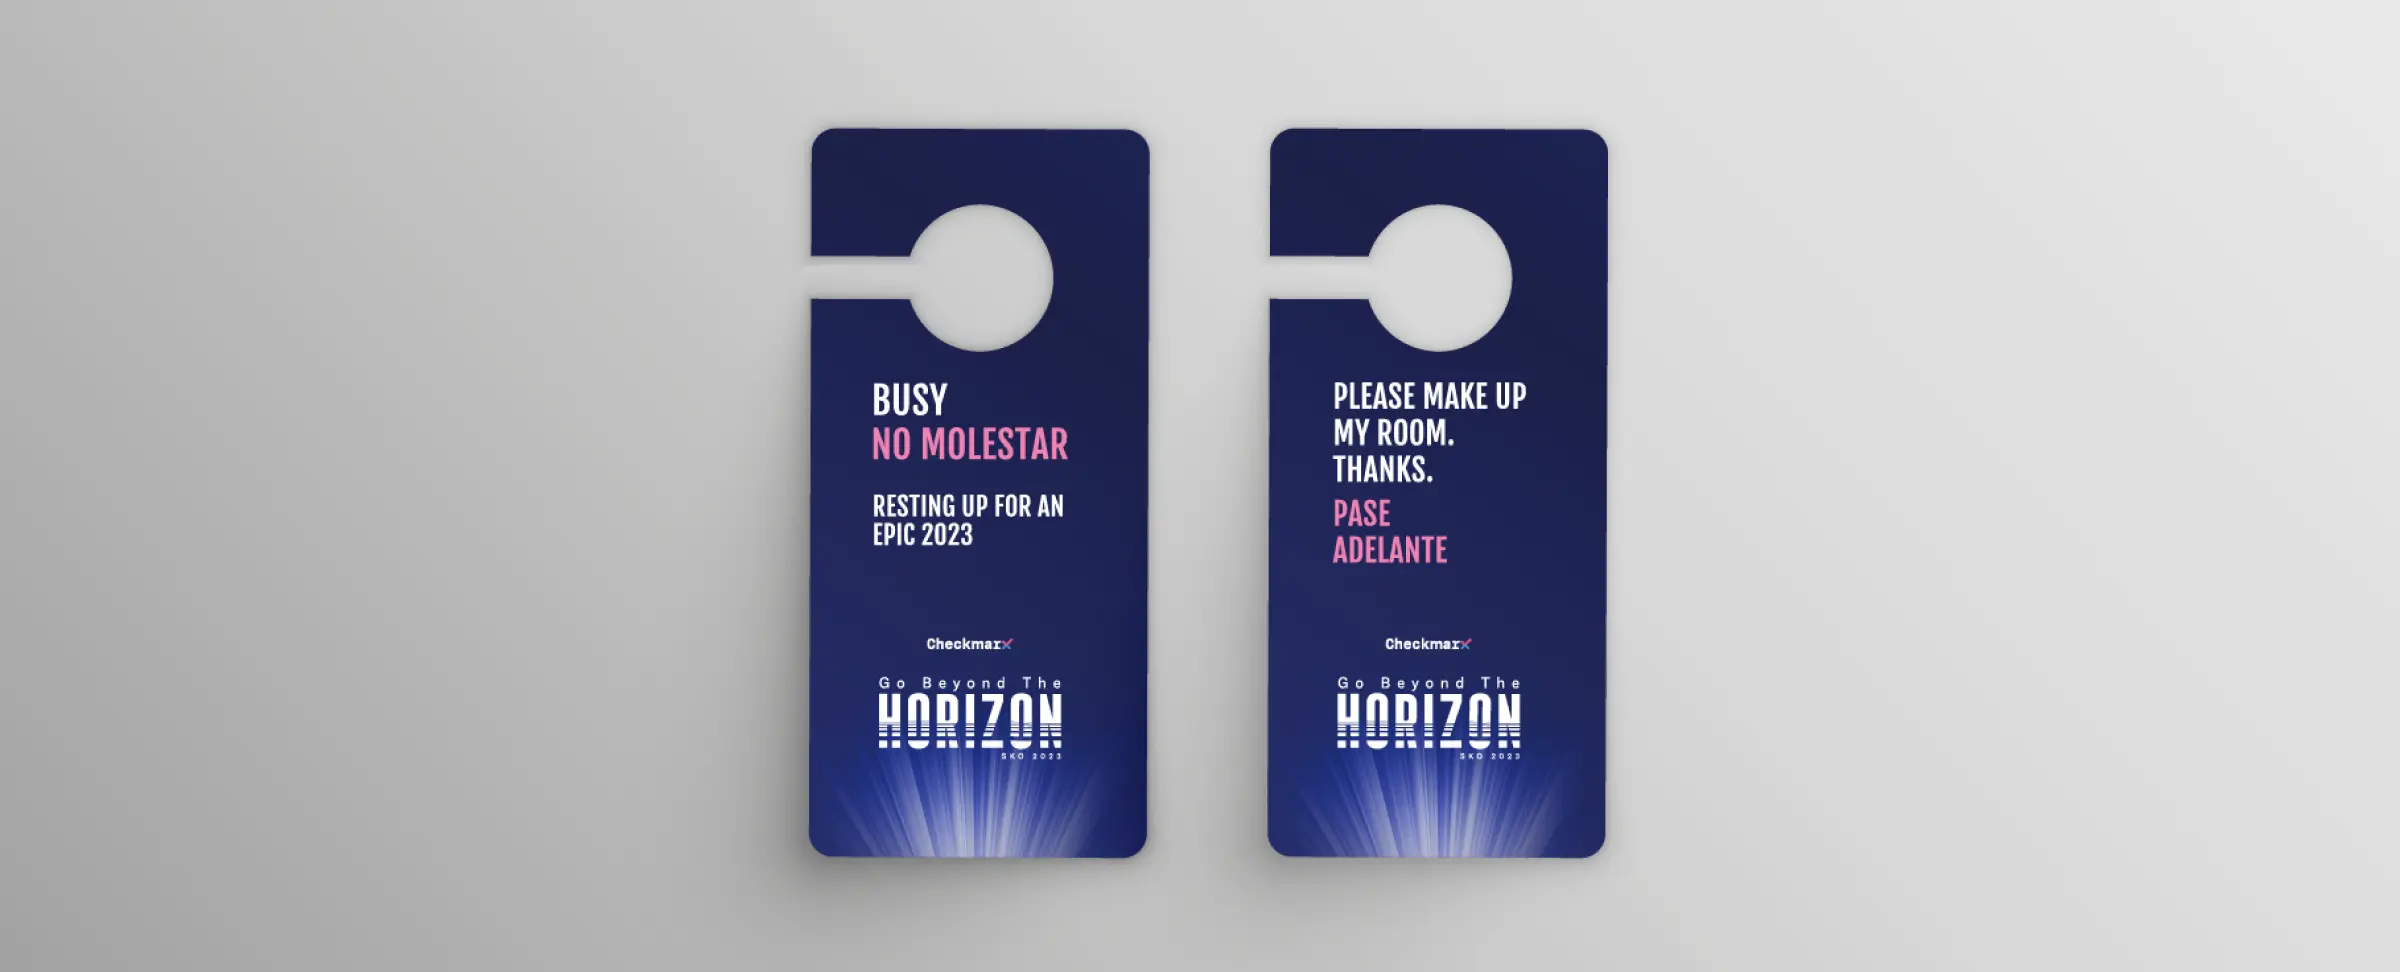 BUSY
NO MOLESTAR
RESTING UP FOR AN
EPIC 2023
Checkmarx
Go Beyond The
HORIZON
SKO 2023
PLEASE MAKE UP
MY ROOM.
THANKS.
PASE
ADELANTE
Checkmarx
Go Beyond The
HORIZON
SKO 2023